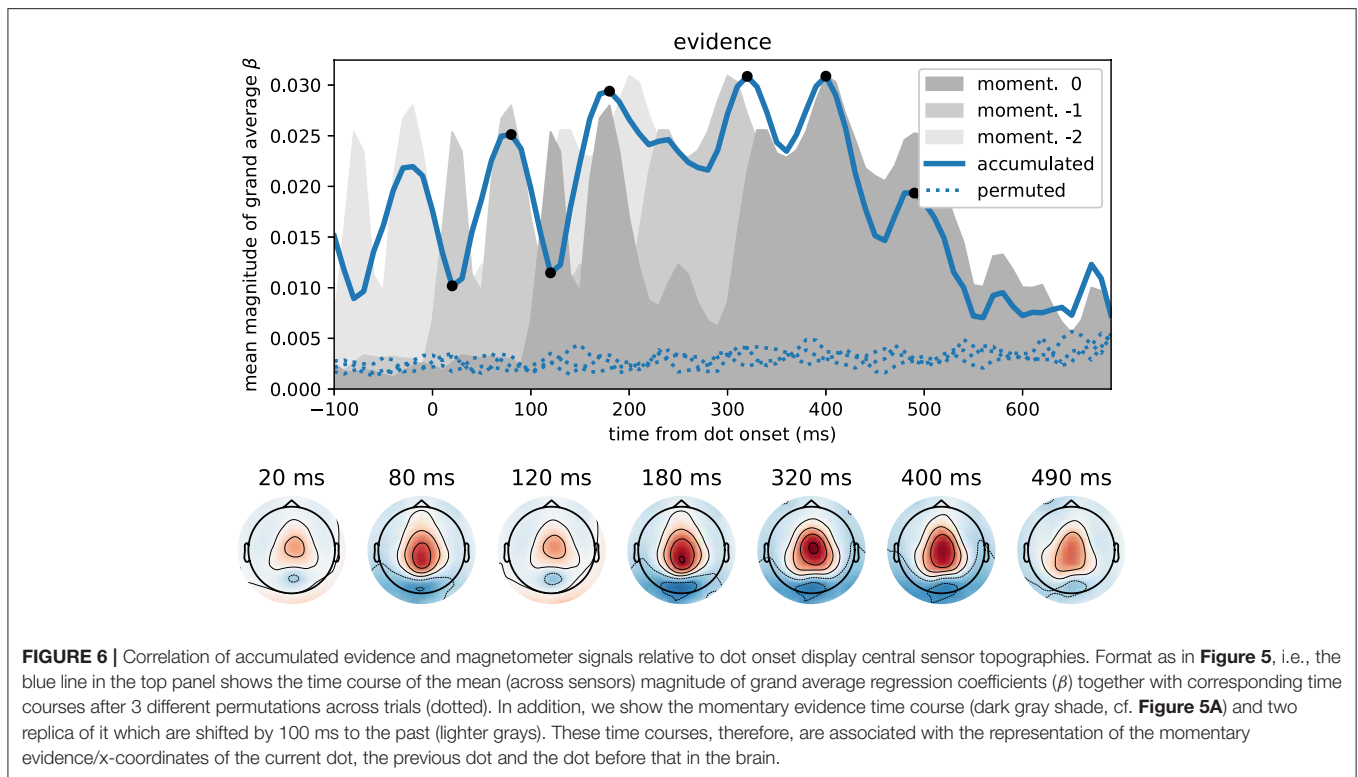 evidence
mean magnitude of grand average β
0.030
0.025
0.020
0.015
0.010
0.005
0.000
moment. 0
moment. -1
moment. -2
accumulated
permuted
−100 0 100 200 300 400 500 600
time from dot onset (ms)
20 ms 80 ms 120 ms 180 ms 320 ms 400 ms 490 ms
FIGURE 6 | Correlation of accumulated evidence and magnetometer signals relative to dot onset display central sensor topographies. Format as in Figure 5, i.e., the
blue line in the top panel shows the time course of the mean (across sensors) magnitude of grand average regression coefficients (β) together with corresponding time
courses after 3 different permutations across trials (dotted). In addition, we show the momentary evidence time course (dark gray shade, cf. Figure 5A) and two
replica of it which are shifted by 100 ms to the past (lighter grays). These time courses, therefore, are associated with the representation of the momentary
evidence/x-coordinates of the current dot, the previous dot and the dot before that in the brain.